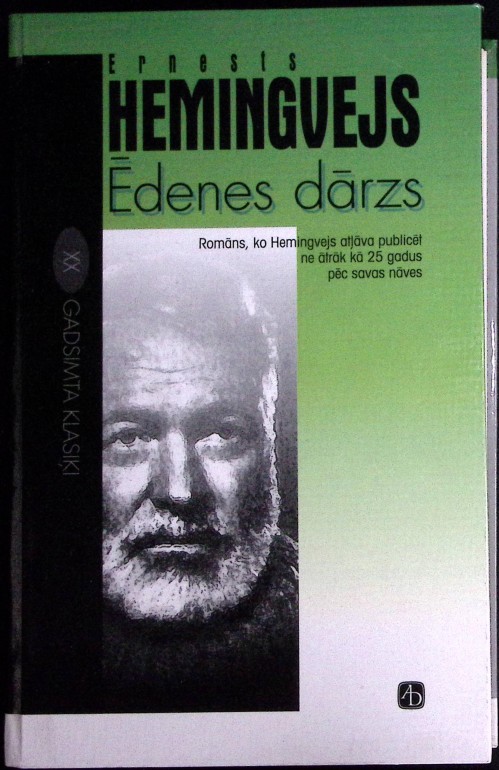 Ernests
HEMINGVEJS
Ēdenes dārzs
Romāns, ko Hemingvejs atļāva publicēt
ne ātrāk kā 25 gadus
pēc savas nāves
XX GADSIMTA KLASIĶI
AD